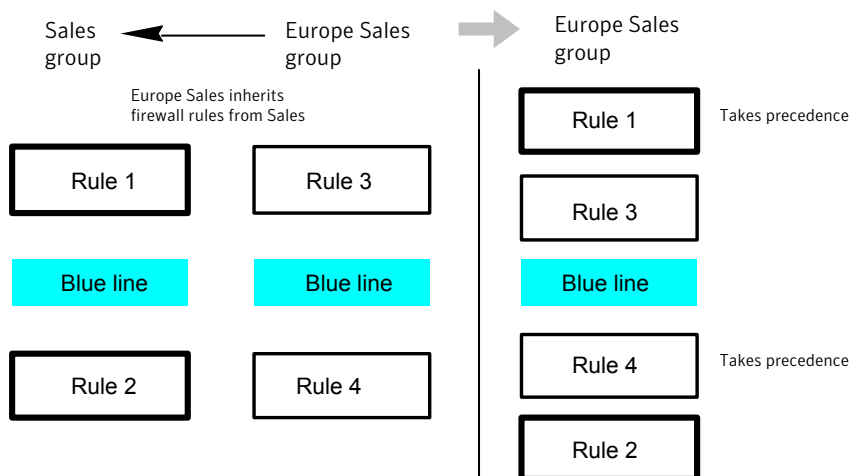 Sales
group
Europe Sales
group
Europe Sales
group
Europe Sales inherits
firewall rules from Sales
Rule 1
Rule 3
Blue line
Blue line
Rule 2
Rule 4
Rule 1
Takes precedence
Rule 3
Blue line
Rule 4
Takes precedence
Rule 2